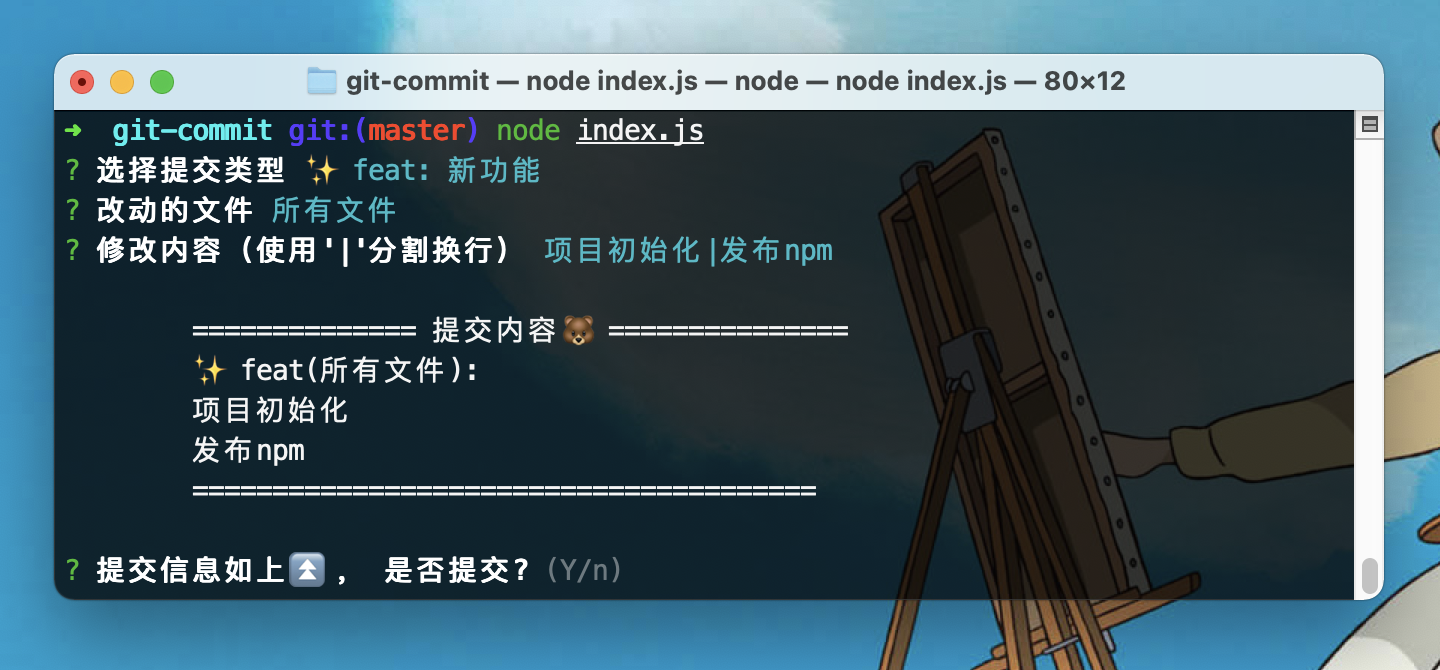 git-commit — node index.js — node — node index.js — 80×12
➜ git-commit git:(master) node index.js
? 选择提交类型 ✨ feat: 新功能
? 改动的文件 所有文件
? 修改内容（使用'|'分割换行） 项目初始化|发布npm
============== 提交内容🐻 ===============
✨ feat(所有文件):
项目初始化
发布npm
=======================================
? 提交信息如上⏫， 是否提交? (Y/n)